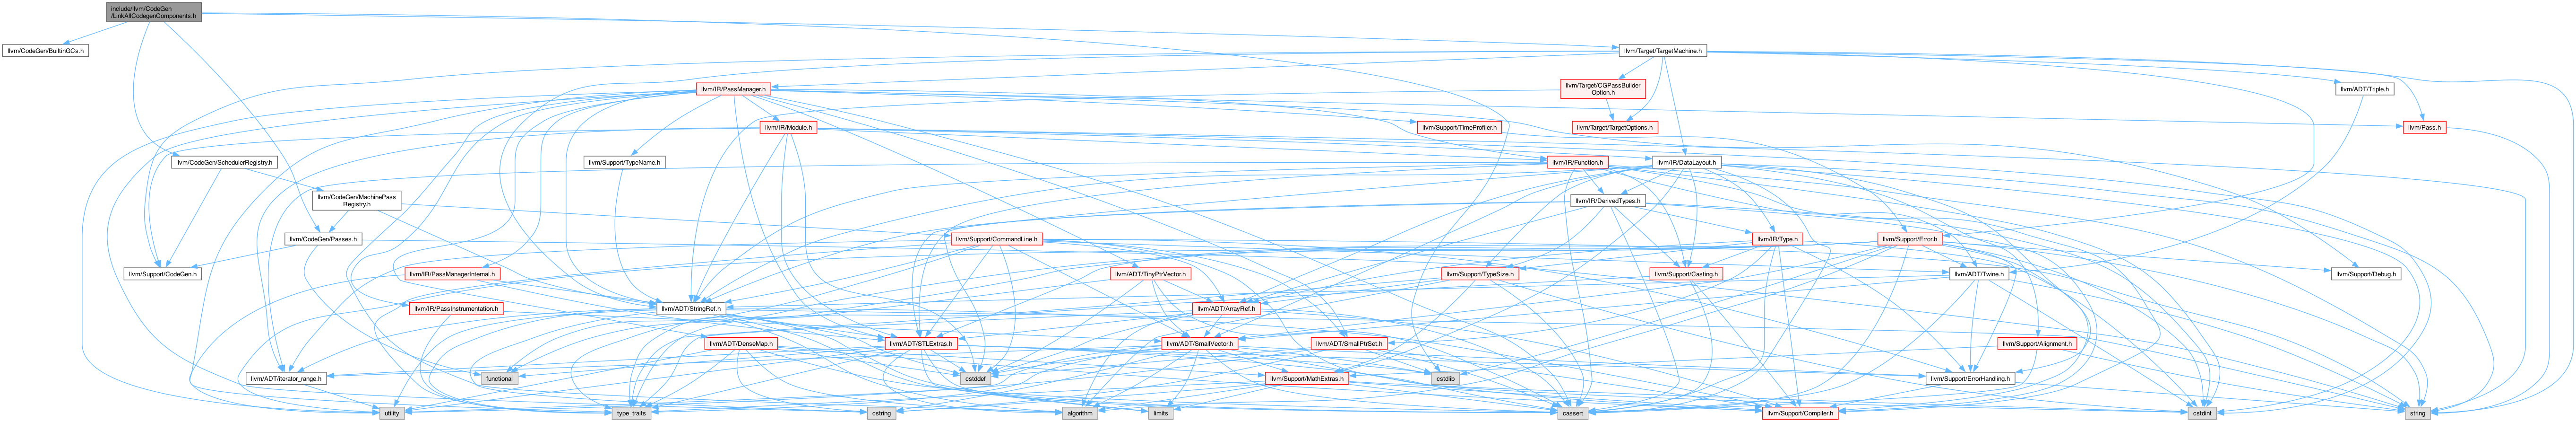 include/llvm/CodeGen
/LinkAllCodegenComponents.h
llvm/CodeGen/BuiltinGCs.h
llvm/Target/TargetMachine.h
llvm/IR/PassManager.h
llvm/Target/CGPassBuilder
Option.h
llvm/ADT/Triple.h
llvm/IR/Module.h
llvm/Support/TimeProfiler.h
llvm/Target/TargetOptions.h
llvm/Pass.h
llvm/CodeGen/SchedulerRegistry.h
llvm/Support/TypeName.h
llvm/IR/Function.h
llvm/IR/DataLayout.h
llvm/CodeGen/MachinePass
Registry.h
llvm/IR/DerivedTypes.h
llvm/CodeGen/Passes.h
llvm/Support/CommandLine.h
llvm/IR/Type.h
llvm/Support/Error.h
llvm/Support/CodeGen.h
llvm/IR/PassManagerInternal.h
llvm/ADT/TinyPtrVector.h
llvm/Support/TypeSize.h
llvm/Support/Casting.h
llvm/ADT/Twine.h
llvm/Support/Debug.h
llvm/IR/PassInstrumentation.h
llvm/ADT/StringRef.h
llvm/ADT/ArrayRef.h
llvm/ADT/DenseMap.h
llvm/ADT/STLExtras.h
llvm/ADT/SmallVector.h
llvm/ADT/SmallPtrSet.h
llvm/Support/Alignment.h
llvm/ADT/iterator_range.h
functional
cstddef
llvm/Support/MathExtras.h
cstdlib
llvm/Support/ErrorHandling.h
utility
type_traits
cstring
limits
algorithm
cassert
llvm/Support/Compiler.h
cstdint
string